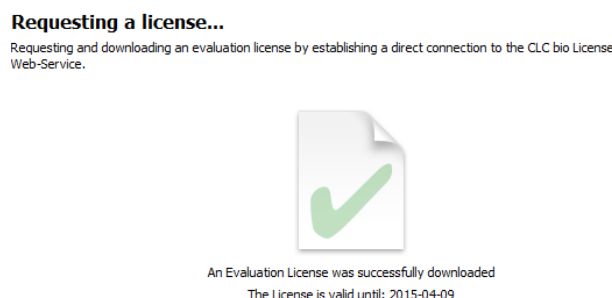 Requesting a license...
Requesting and downloading an evaluation license by establishing a direct connection to the CLC bio License
Web-Service.
An Evaluation License was successfully downloaded
The License is valid until: 2015-04-09